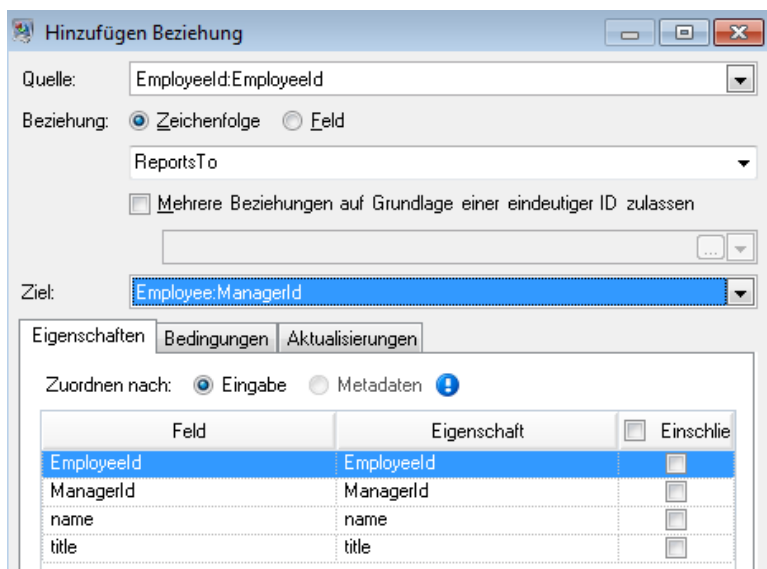 Hinzufügen Beziehung
Quelle: EmployeeId:EmployeeId
Beziehung: Zeichenfolge Feld
ReportsTo
Mehrere Beziehungen auf Grundlage einer eindeutiger ID zulassen
...
Ziel: Employee:ManagerId
Eigenschaften Bedingungen Aktualisierungen
Zuordnen nach: Eingabe Metadaten
Feld Eigenschaft Einschlie
EmployeeId EmployeeId
ManagerId ManagerId
name name
title title